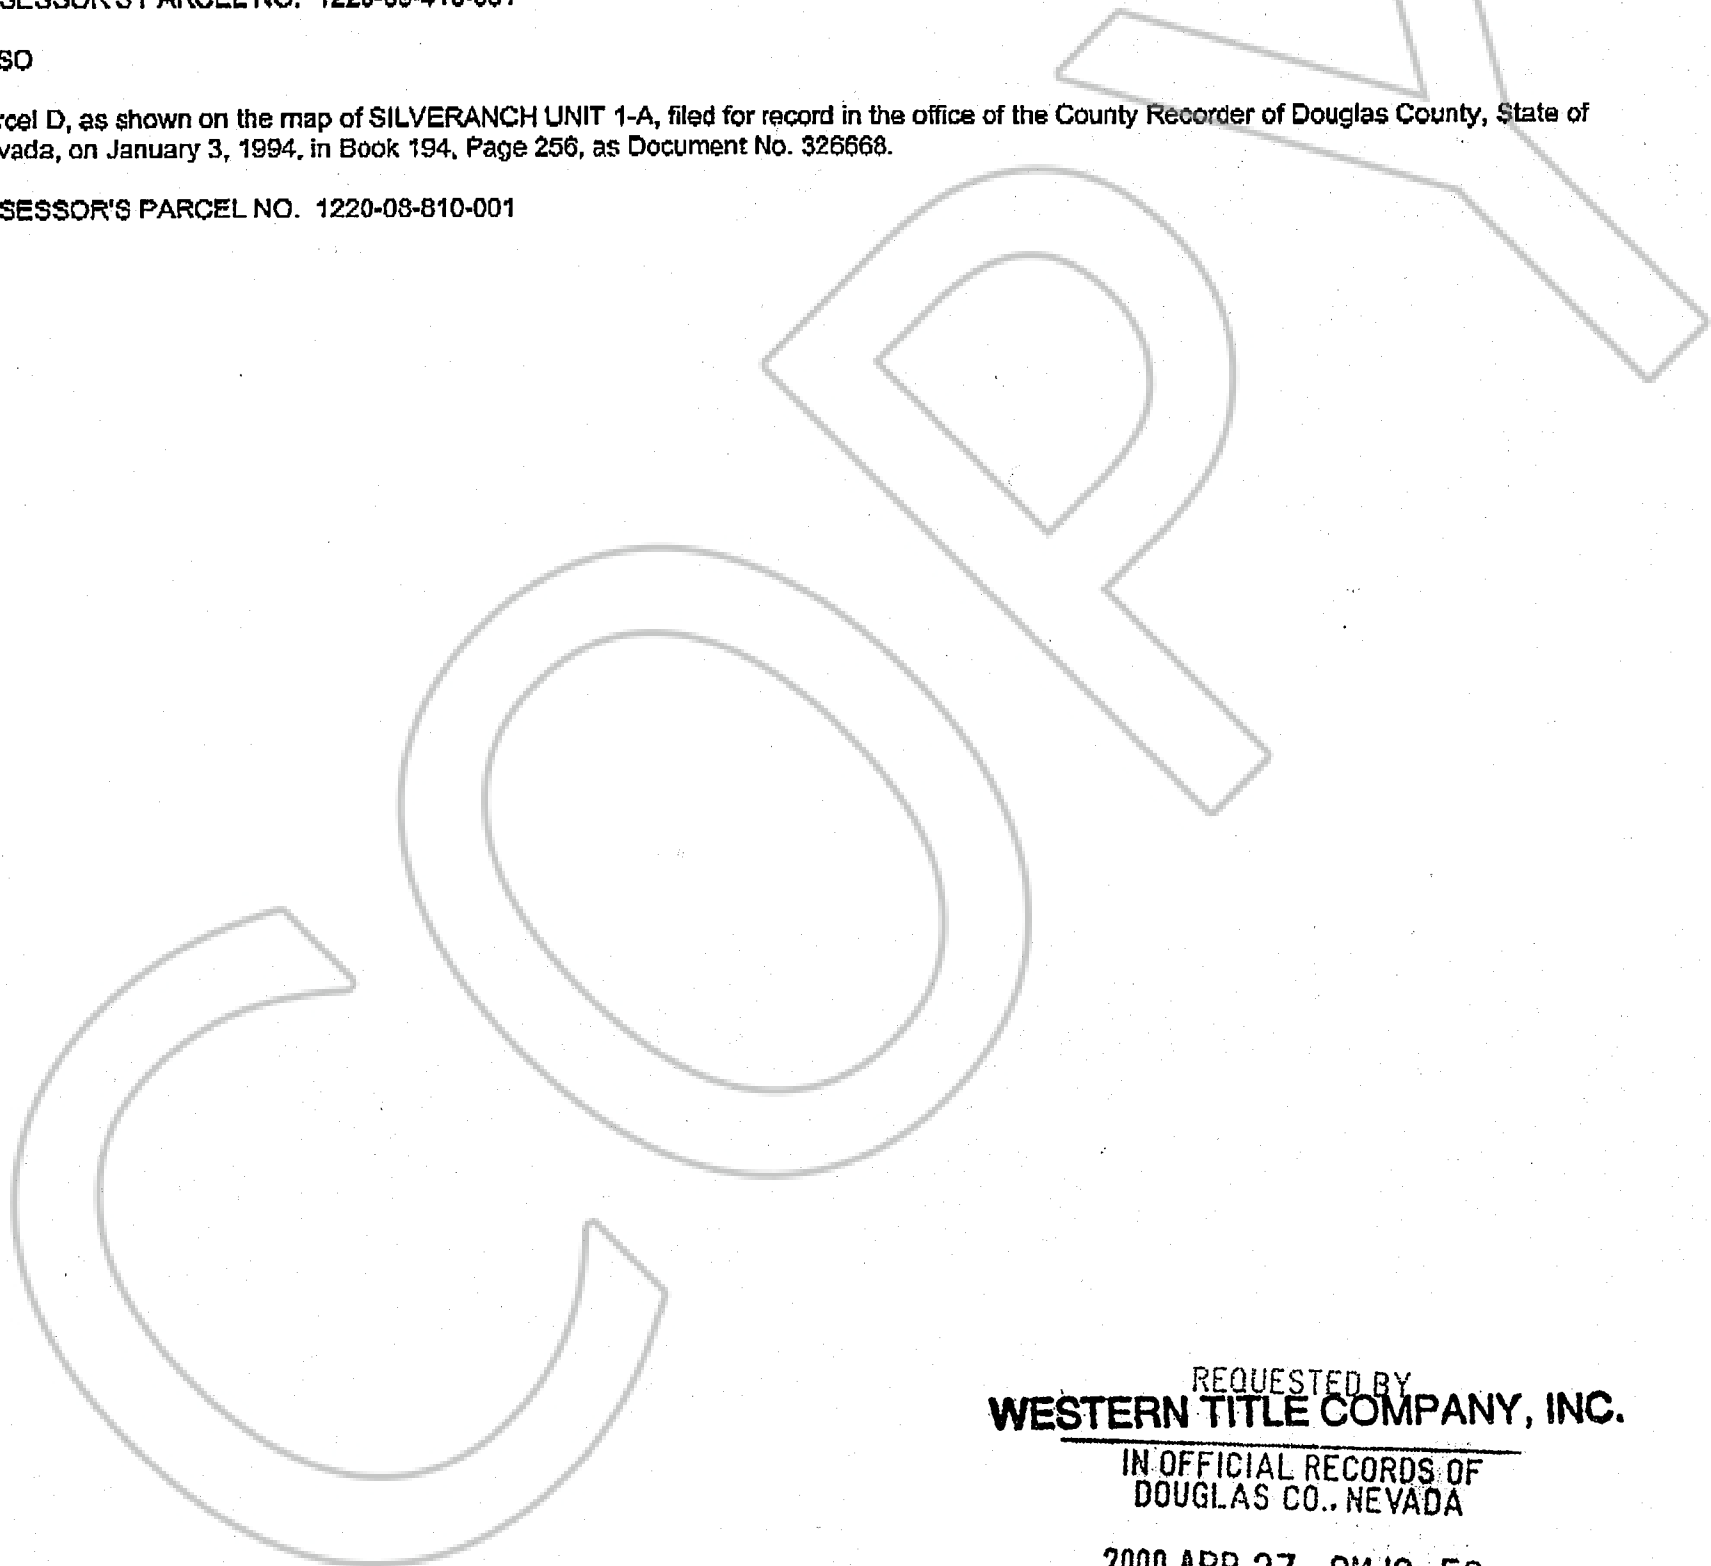 SO
rcel D, as shown on the map of SILVERANCH UNIT 1-A, filed for record in the office of the County Recorder of Douglas County, State of
vada, on January 3, 1994, in Book 194, Page 256, as Document No. 326668.
SESSOR'S PARCEL NO. 1220-08-810-001
COPY
REQUESTED BY
WESTERN TITLE COMPANY, INC.
IN OFFICIAL RECORDS OF
DOUGLAS CO., NEVADA